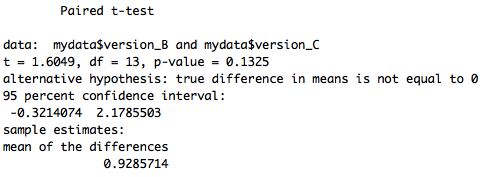 Paired t-test
data:  mydata$version_B and mydata$version_C
t = 1.6049, df = 13, p-value = 0.1325
alternative hypothesis: true difference in means is not equal to 0
95 percent confidence interval:
-0.3214074  2.1785503
sample estimates:
mean of the differences
0.9285714